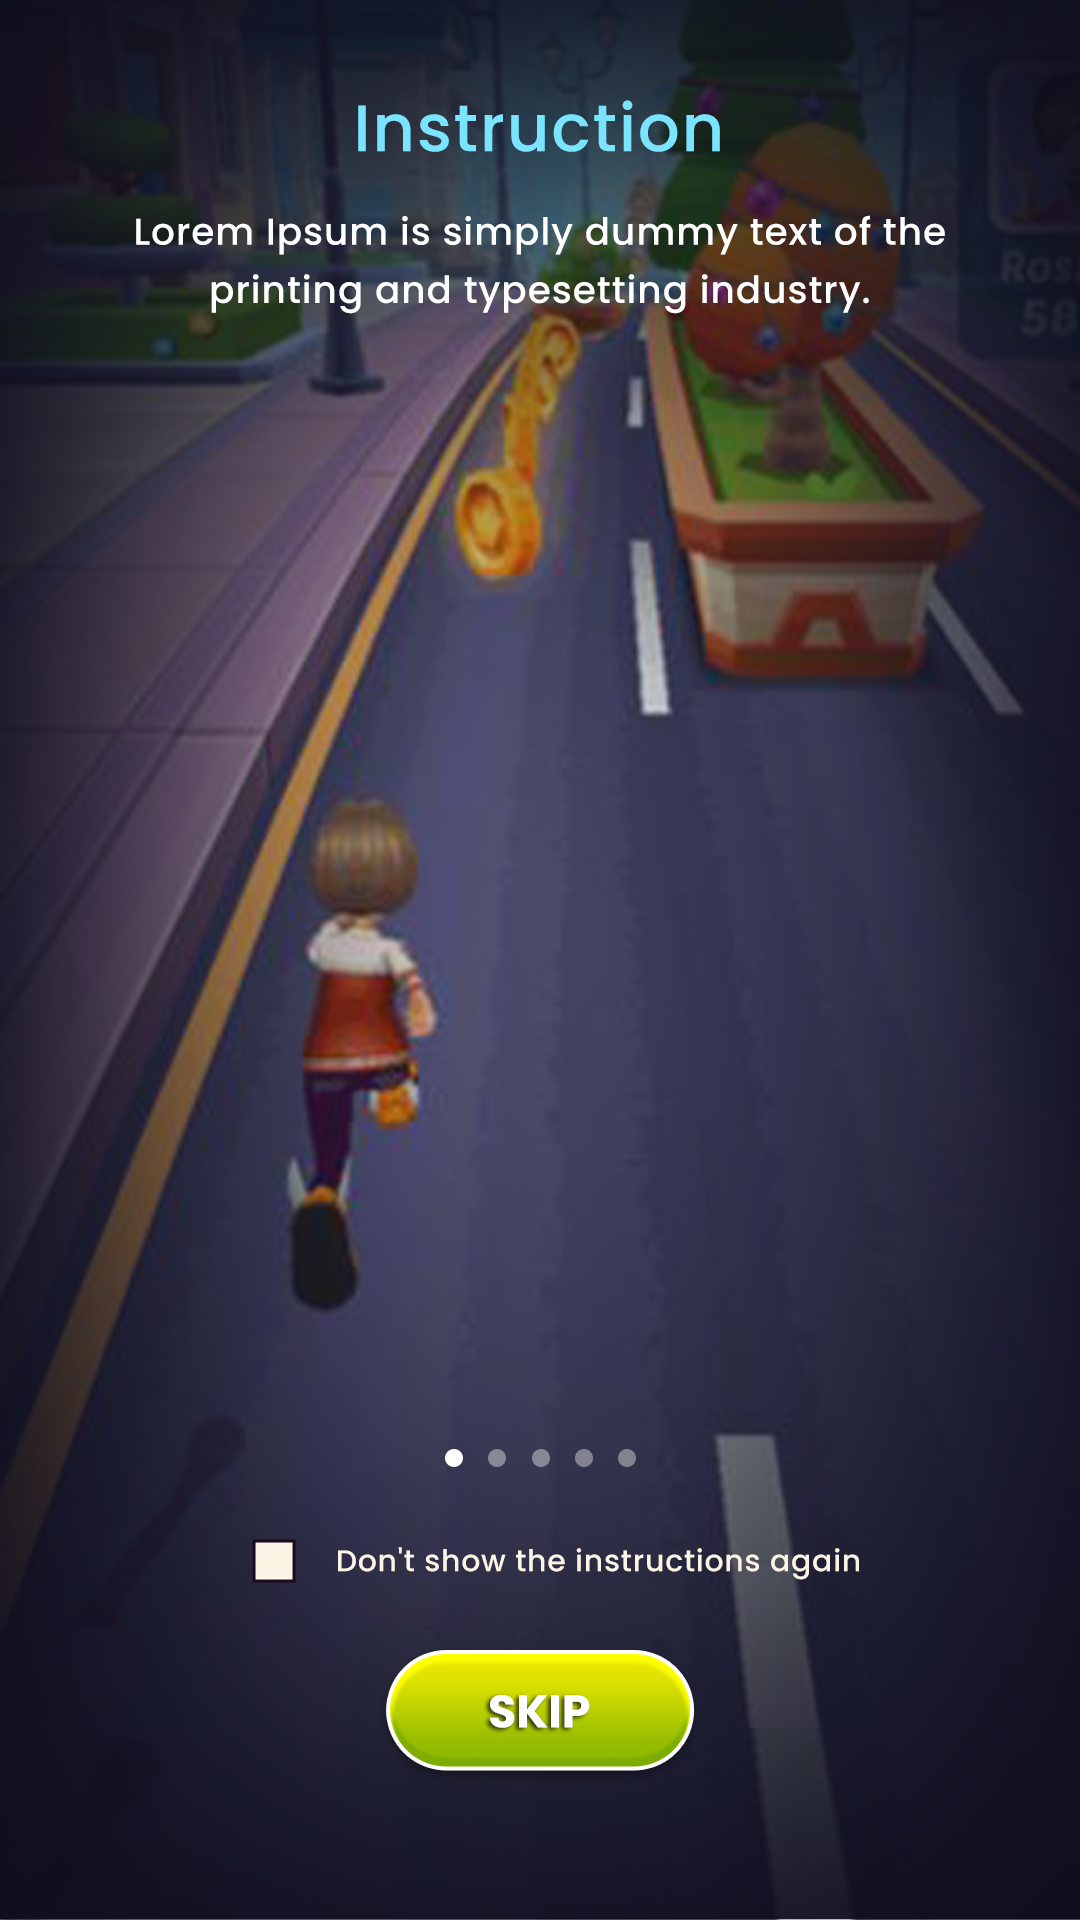 Instruction
Lorem Ipsum is simply dummy text of the
printing and typesetting industry.
Ros
58
Don't show the instructions again
SKIP